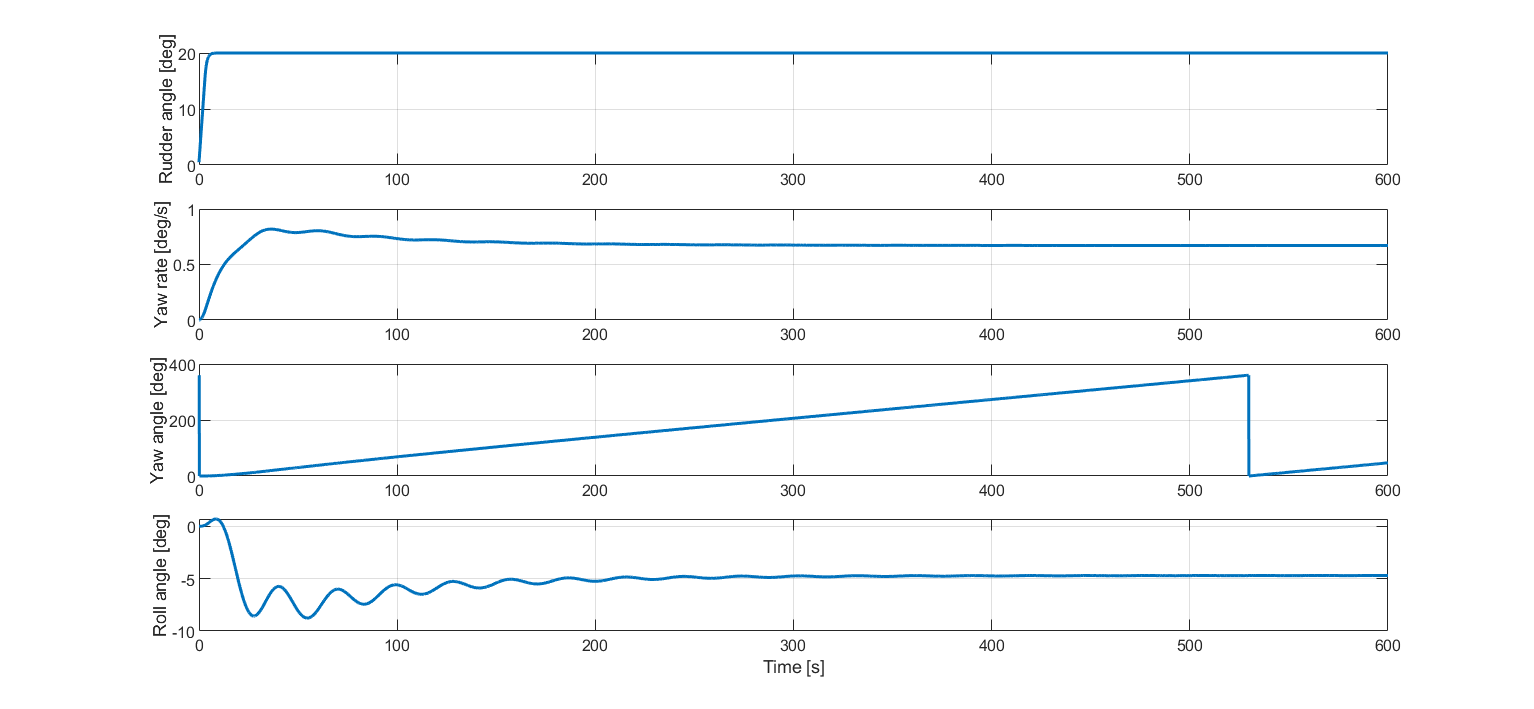 Rudder angle [deg]
20
10
0
0 100 200 300 400 500 600
Yaw rate [deg/s]
1
0.5
0
0 100 200 300 400 500 600
Yaw angle [deg]
400
200
0
0 100 200 300 400 500 600
Roll angle [deg]
0
-5
-10
0 100 200 300 400 500 600
Time [s]